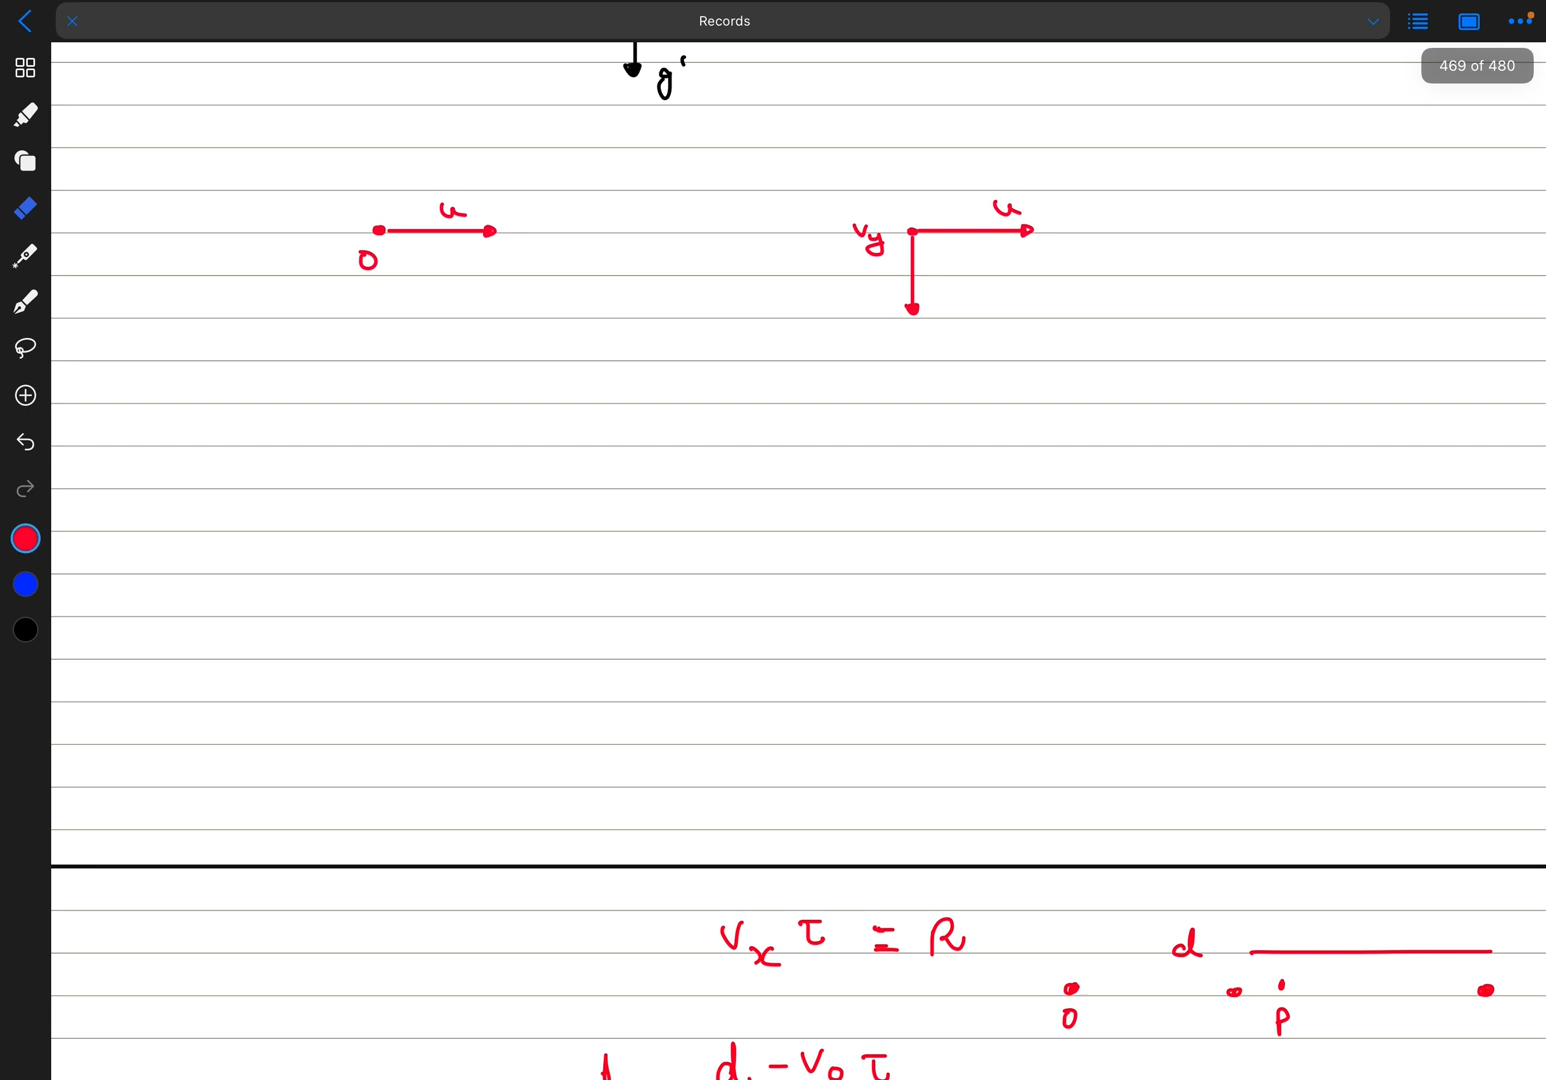 Records
469 of 480
g'
u
O
u
vy
vx τ = R
d
O
P
d - v0 τ